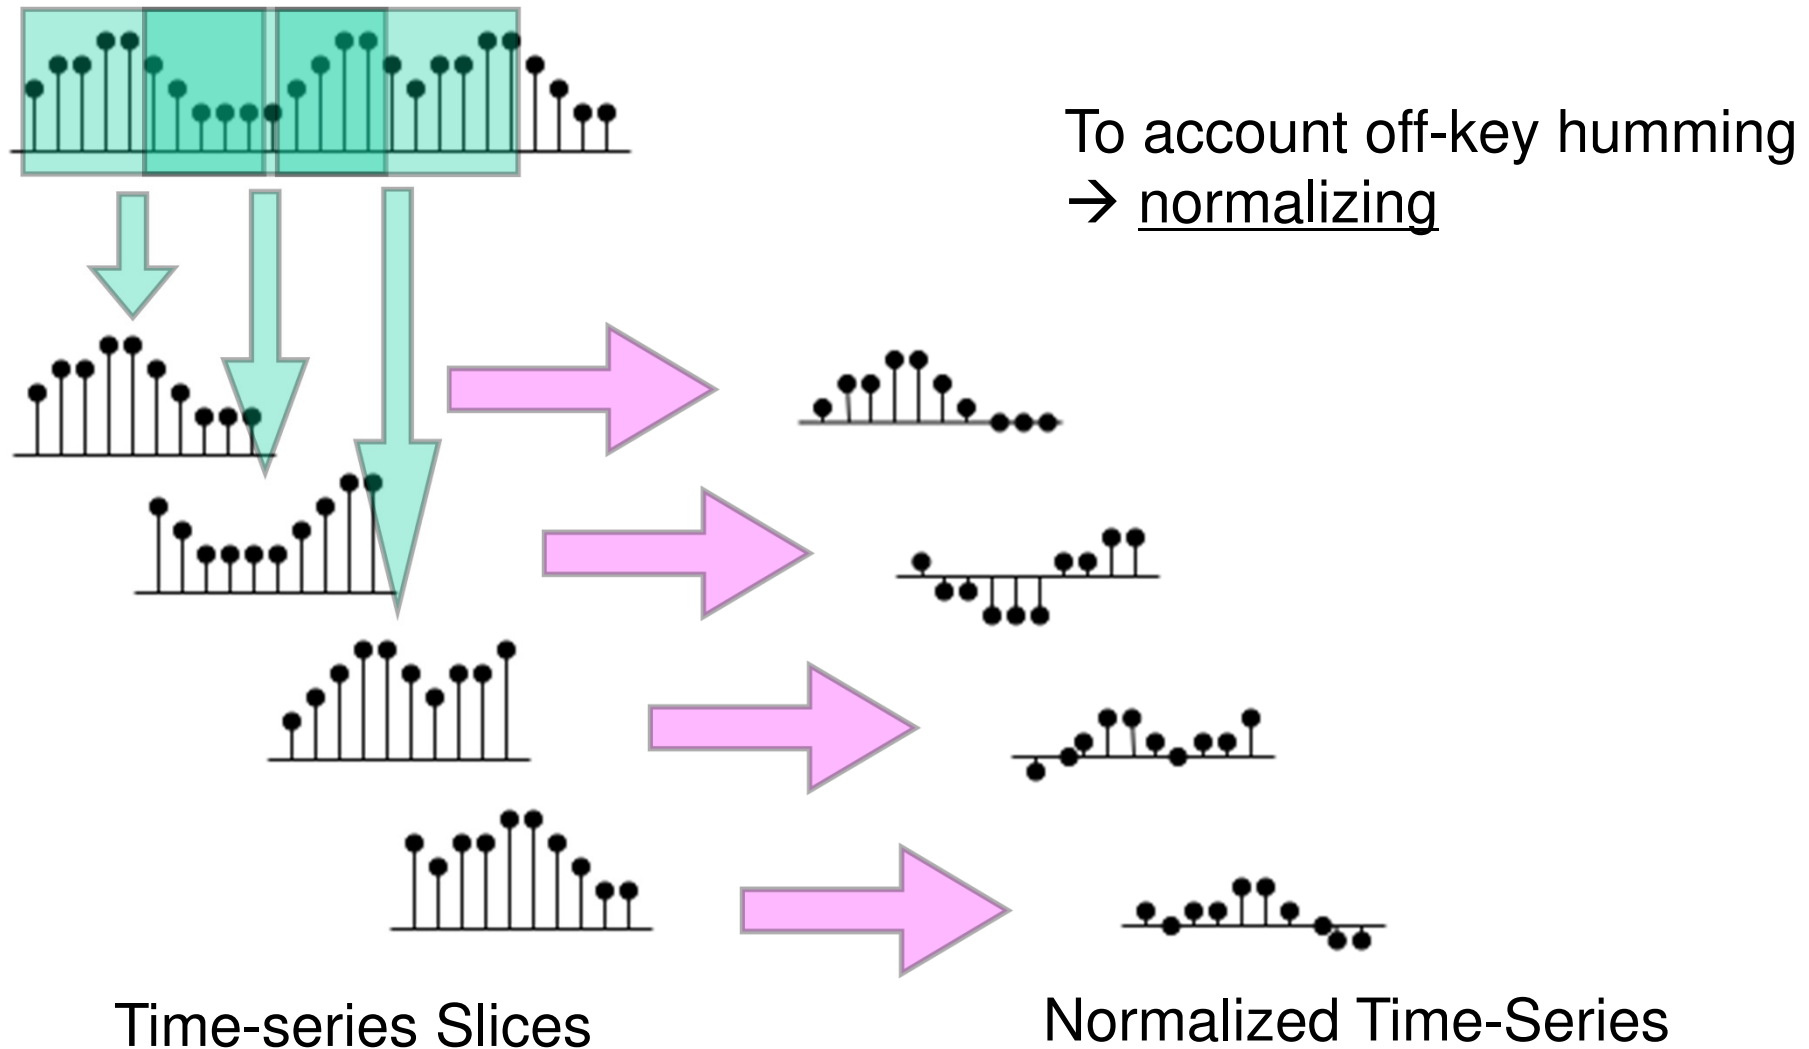 To account off-key humming
→ normalizing
Time-series Slices
Normalized Time-Series